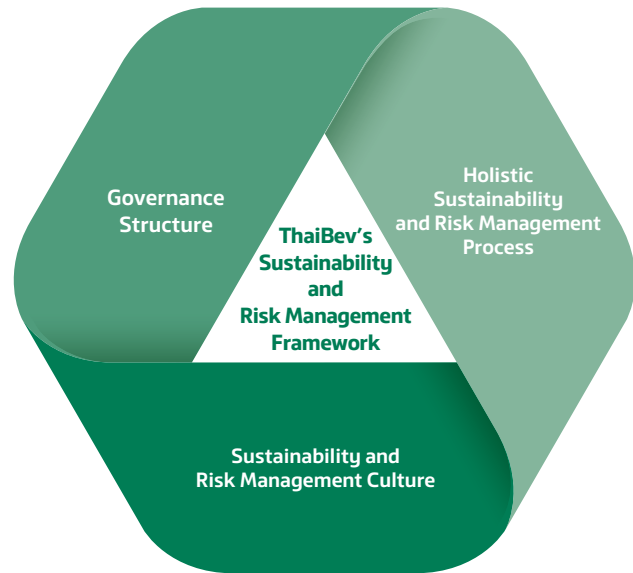 Governance
Structure
Holistic
Sustainability
and Risk Management
Process
ThaiBev's
Sustainability
and
Risk Management
Framework
Sustainability and
Risk Management Culture